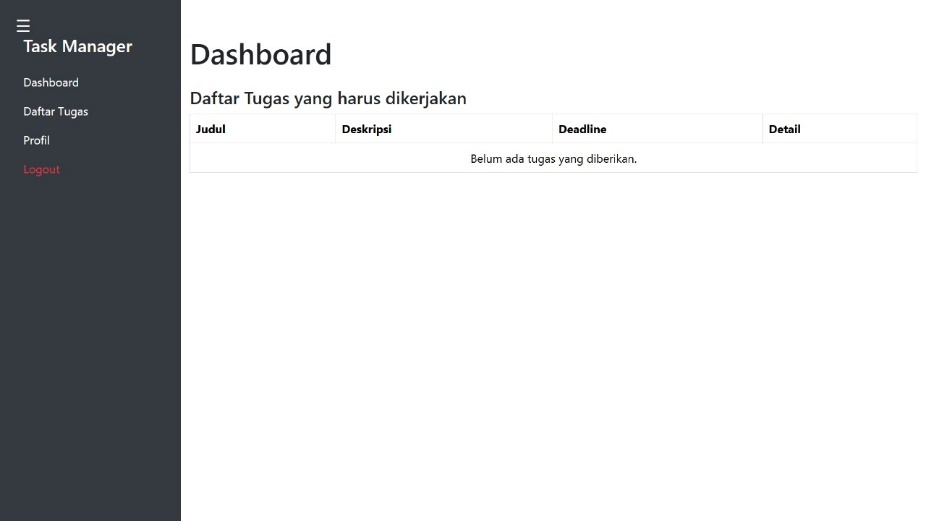 ☰
Task Manager
Dashboard
Daftar Tugas
Profil
Logout
Dashboard
Daftar Tugas yang harus dikerjakan
Judul Deskripsi Deadline Detail
Belum ada tugas yang diberikan.